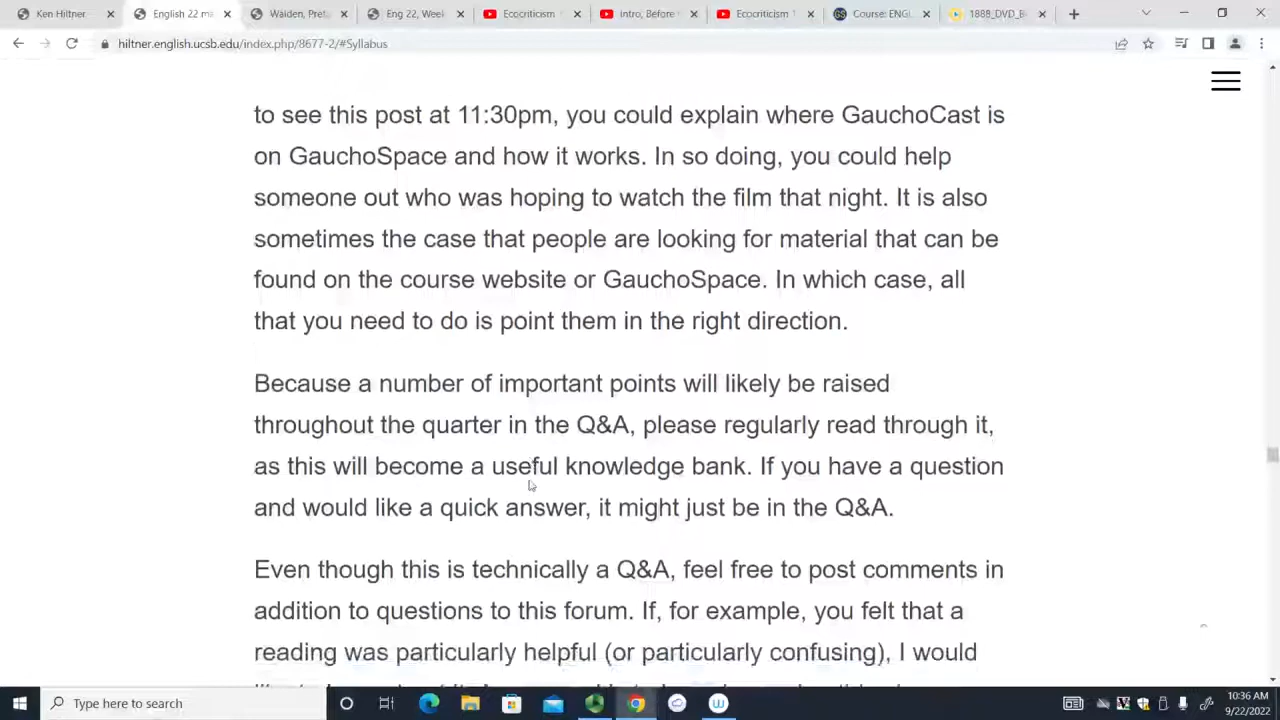 Ken Hiltner
English 22 ma
Walden, Pret
Eng 22, Week
Ecocriticism
Intro, Before
Ecocriticism
Course: ENGL
1888_DVD_B
hiltner.english.ucsb.edu/index.php/8677-2/#Syllabus
to see this post at 11:30pm, you could explain where GauchoCast is
on GauchoSpace and how it works. In so doing, you could help
someone out who was hoping to watch the film that night. It is also
sometimes the case that people are looking for material that can be
found on the course website or GauchoSpace. In which case, all
that you need to do is point them in the right direction.
Because a number of important points will likely be raised
throughout the quarter in the Q&A, please regularly read through it,
as this will become a useful knowledge bank. If you have a question
and would like a quick answer, it might just be in the Q&A.
Even though this is technically a Q&A, feel free to post comments in
addition to questions to this forum. If, for example, you felt that a
reading was particularly helpful (or particularly confusing), I would
Type here to search
10:36 AM
9/22/2022